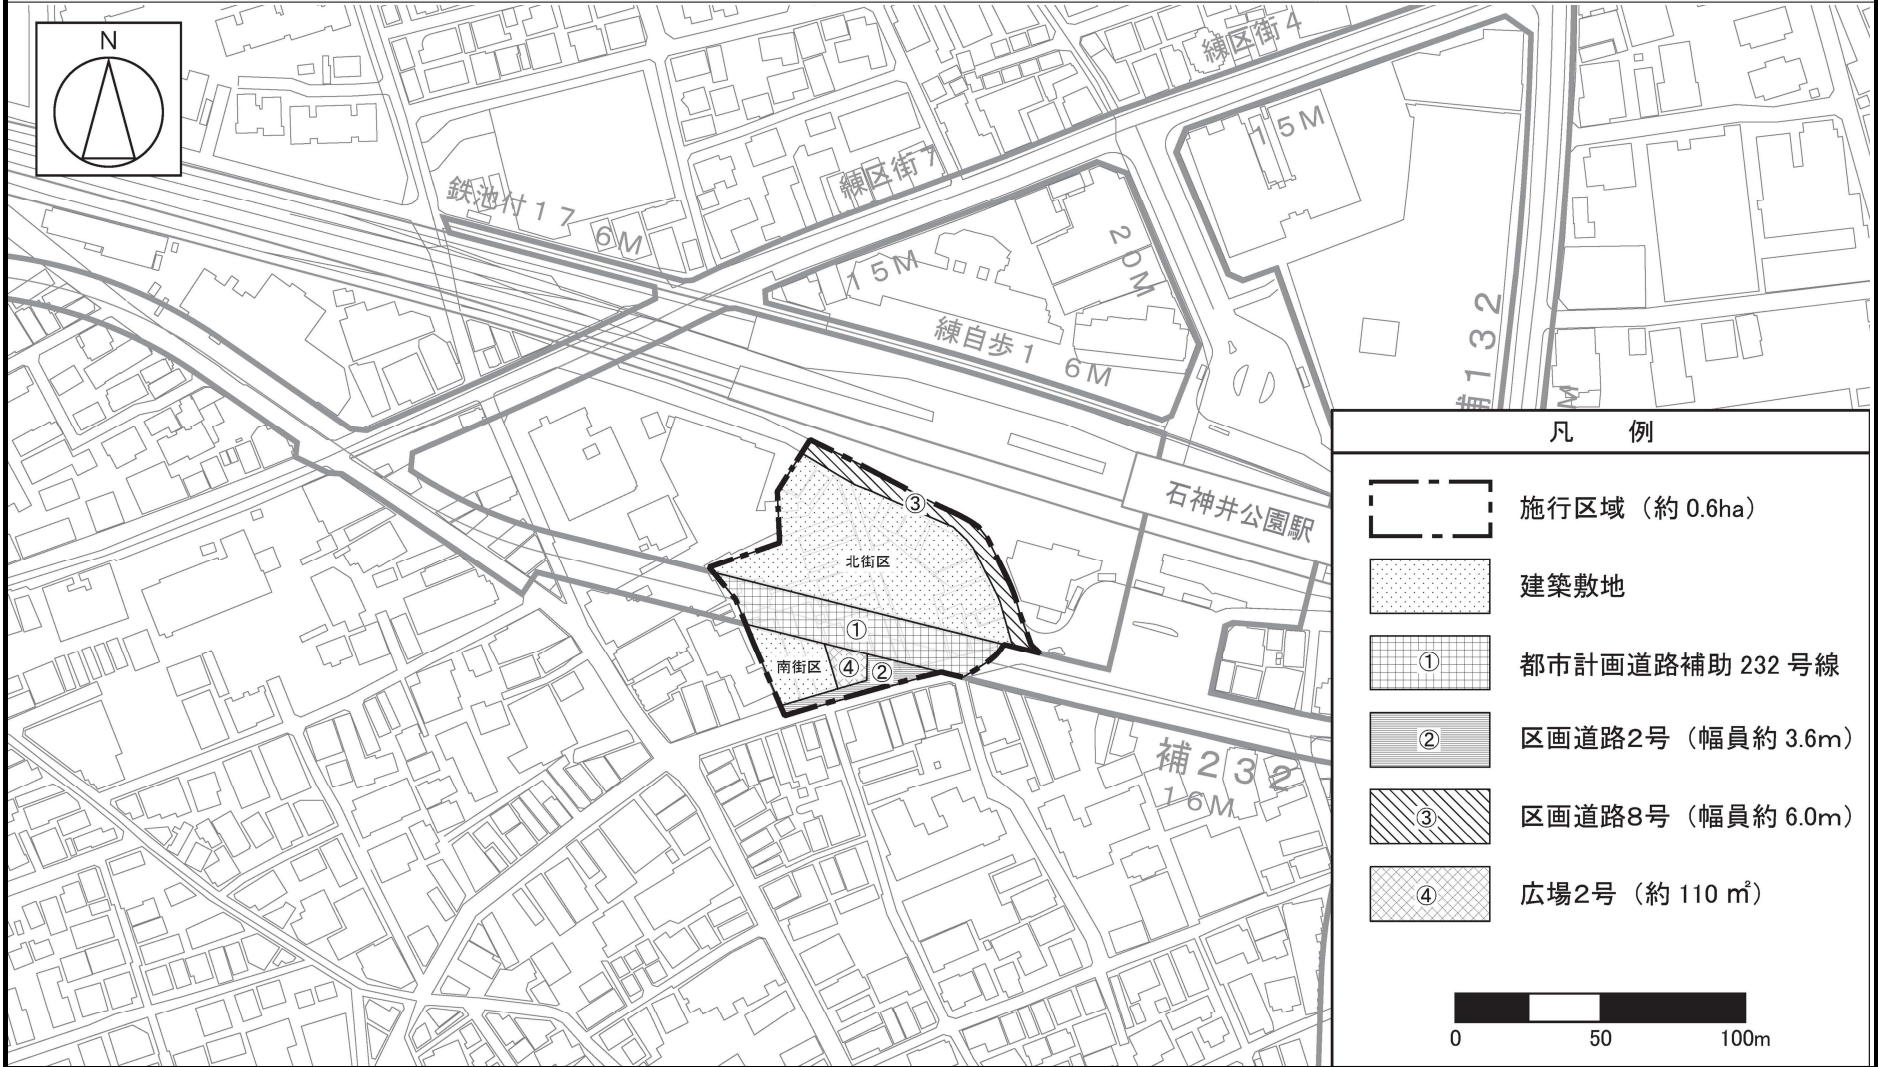 N
練区街4
15M
練区街7
鉄池付17
6M
15M
20M
練自歩1 6M
補132
M
石神井公園駅
③
北街区
①
南街区
④
②
補232
16M
凡 例
施行区域（約 0.6ha）
建築敷地
① 都市計画道路補助 232 号線
② 区画道路2号（幅員約 3.6m）
③ 区画道路8号（幅員約 6.0m）
④ 広場2号（約 110 ㎡）
0 50 100m